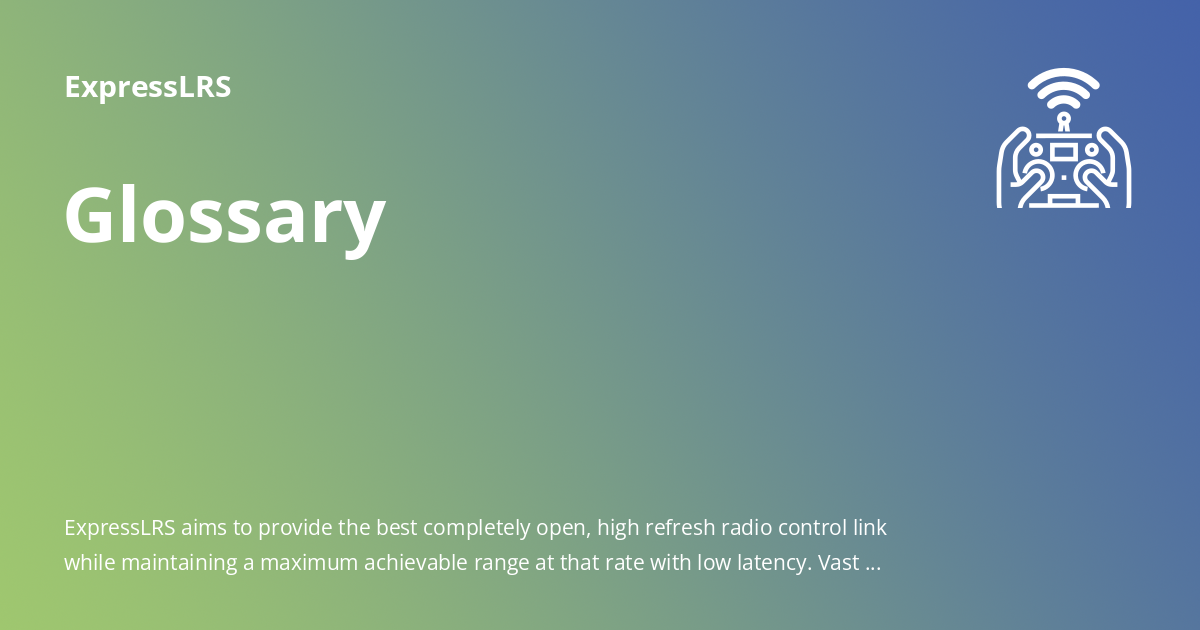 ExpressLRS
Glossary
ExpressLRS aims to provide the best completely open, high refresh radio control link
while maintaining a maximum achievable range at that rate with low latency. Vast ...